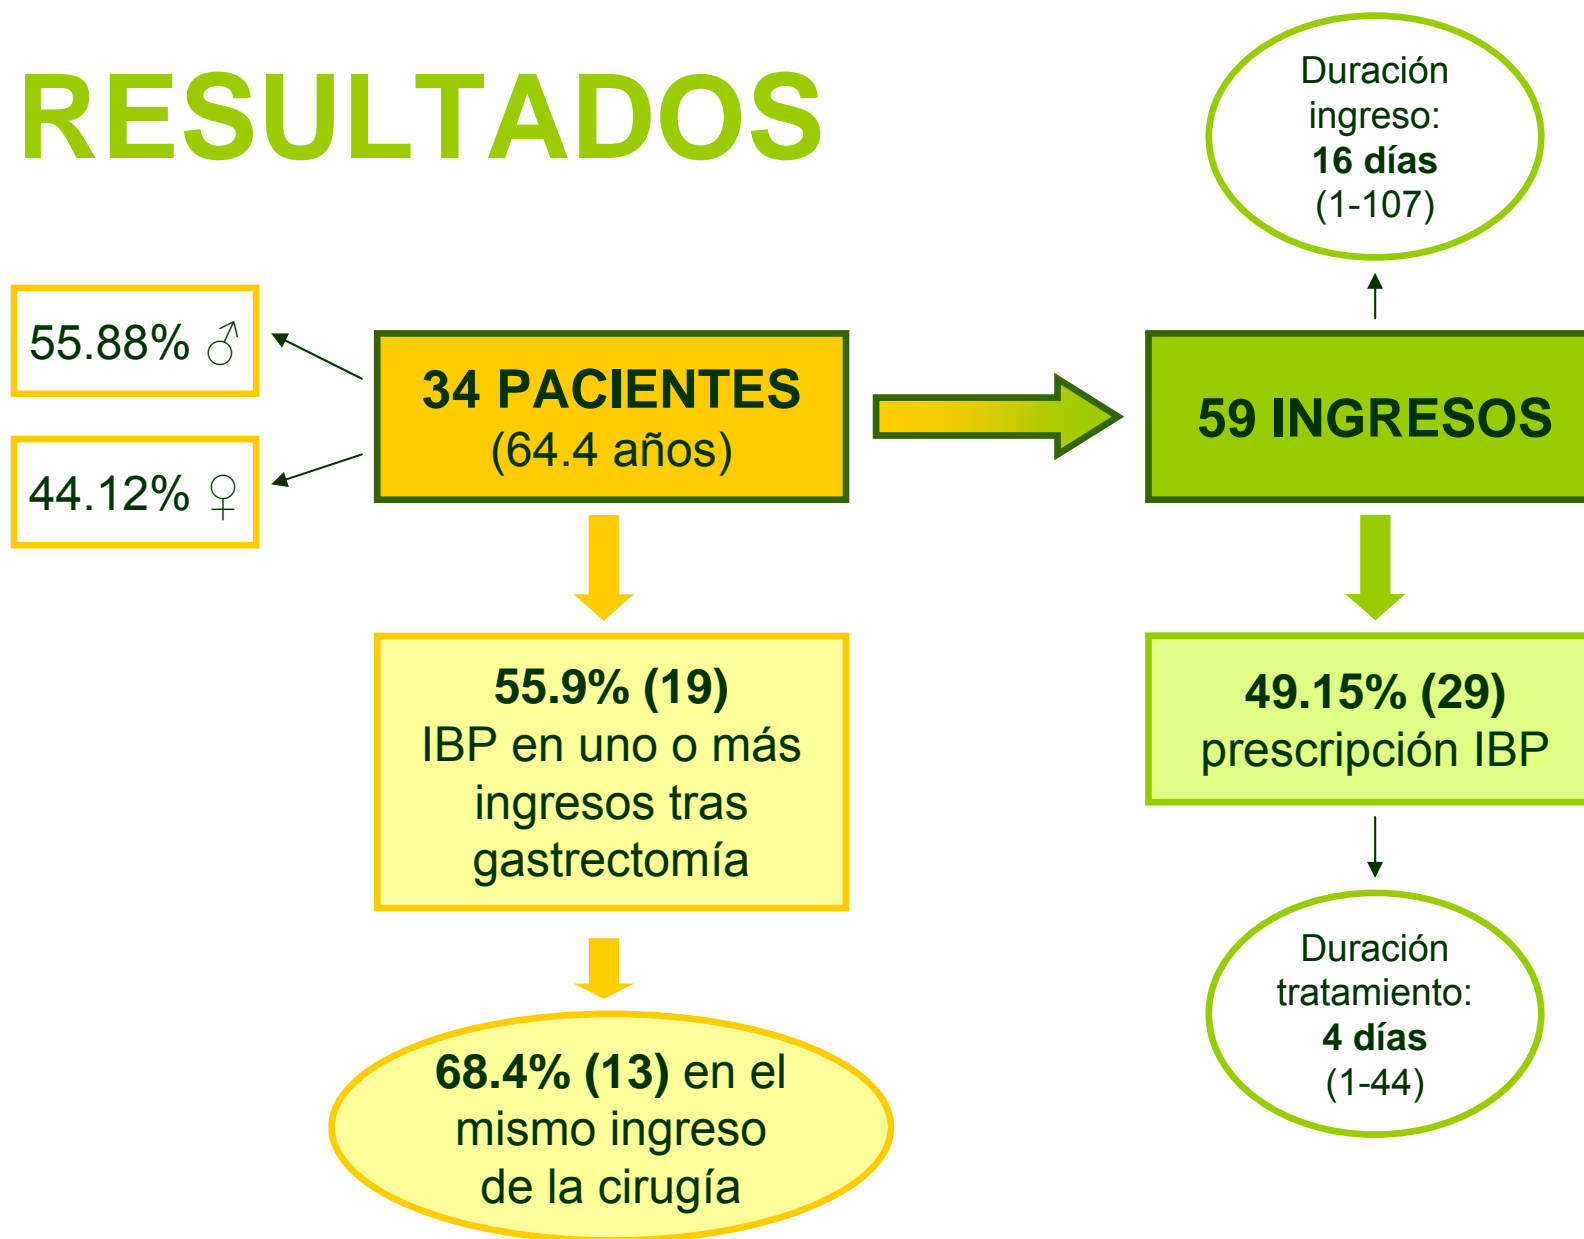 RESULTADOS
Duración
ingreso:
16 días
(1-107)
55.88% ♂
44.12% ♀
34 PACIENTES
(64.4 años)
59 INGRESOS
55.9% (19)
IBP en uno o más
ingresos tras
gastrectomía
49.15% (29)
prescripción IBP
68.4% (13) en el
mismo ingreso
de la cirugía
Duración
tratamiento:
4 días
(1-44)